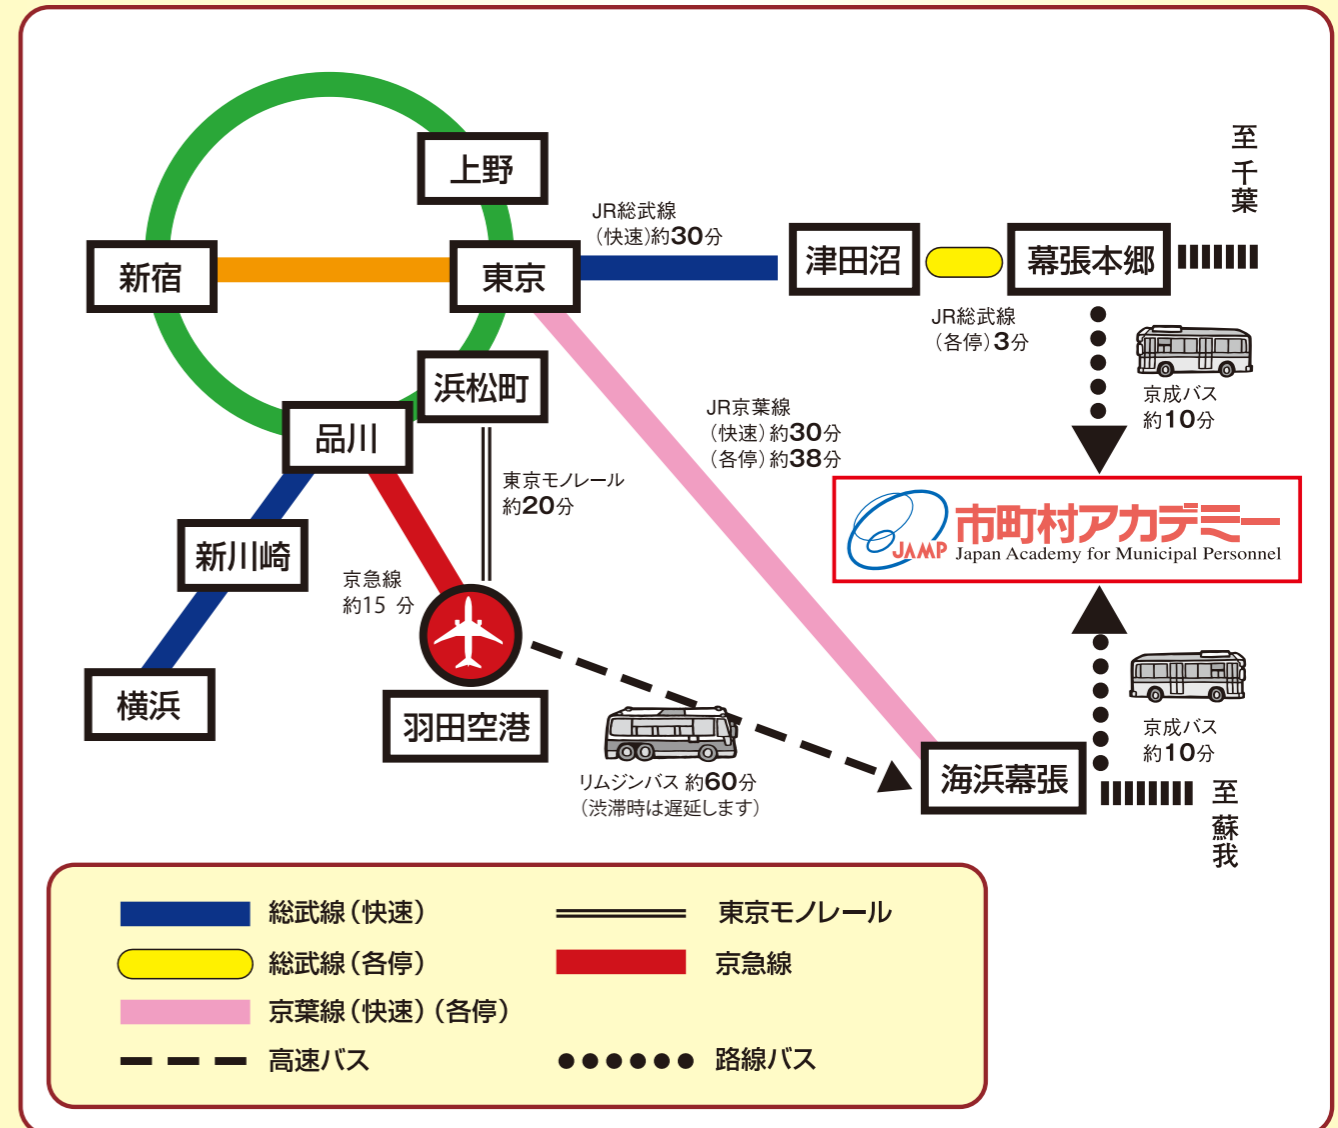 上野
新宿
東京
JR総武線
（快速）約30分
津田沼
幕張本郷
至千葉
JR総武線
（各停）3分
京成バス
約10分
浜松町
品川
JR京葉線
（快速）約30分
（各停）約38分
東京モノレール
約20分
新川崎
京急線
約15 分
JAMP
市町村アカデミー
Japan Academy for Municipal Personnel
横浜
羽田空港
リムジンバス 約60分
（渋滞時は遅延します）
京成バス
約10分
海浜幕張
至蘇我
総武線（快速）
東京モノレール
総武線（各停）
京急線
京葉線（快速）（各停）
高速バス
路線バス